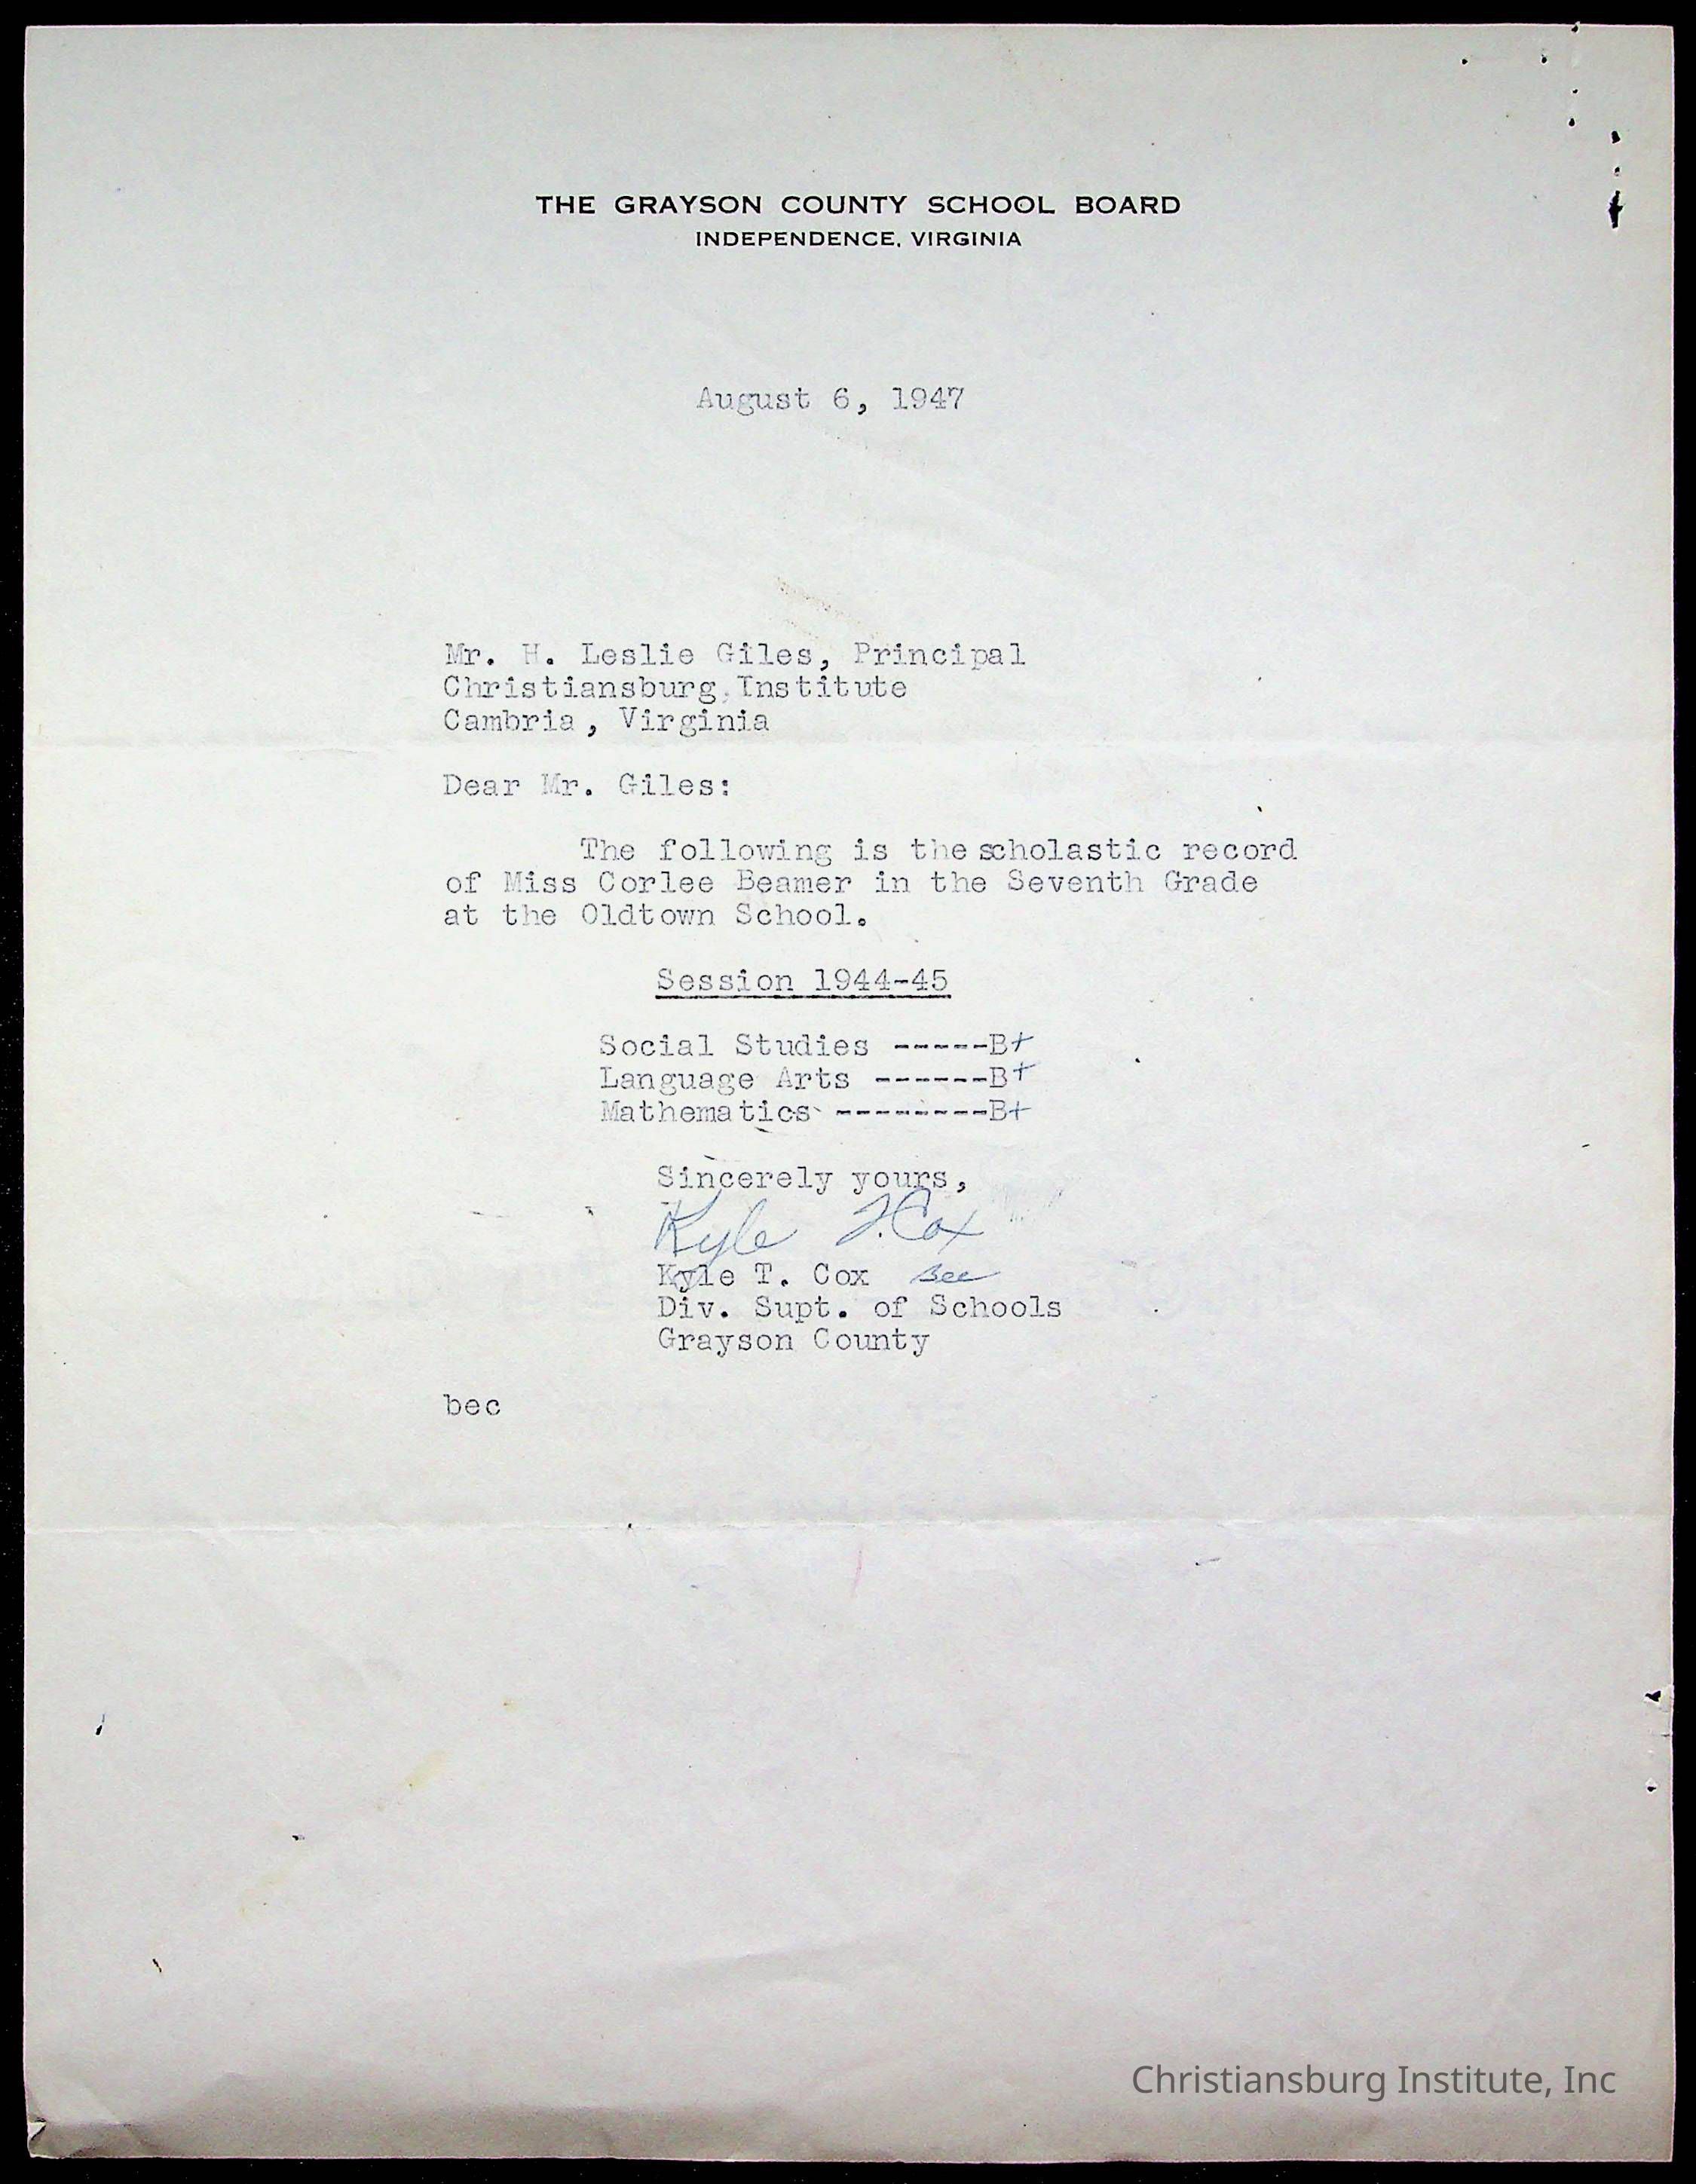 THE GRAYSON COUNTY SCHOOL BOARD
INDEPENDENCE, VIRGINIA
August 6, 1947
Mr. H. Leslie Giles, Principal
Christiansburg Institute
Cambria, Virginia
Dear Mr. Giles:
The following is the scholastic record
of Miss Corlee Beamer in the Seventh Grade
at the Oldtown School.
Session 1944-45
Social Studies -----B+
Language Arts ------B+
Mathematics --------B+
Sincerely yours,
Kyle T. Cox
Kyle T. Cox bec
Div. Supt. of Schools
Grayson County
bec
Christiansburg Institute, Inc